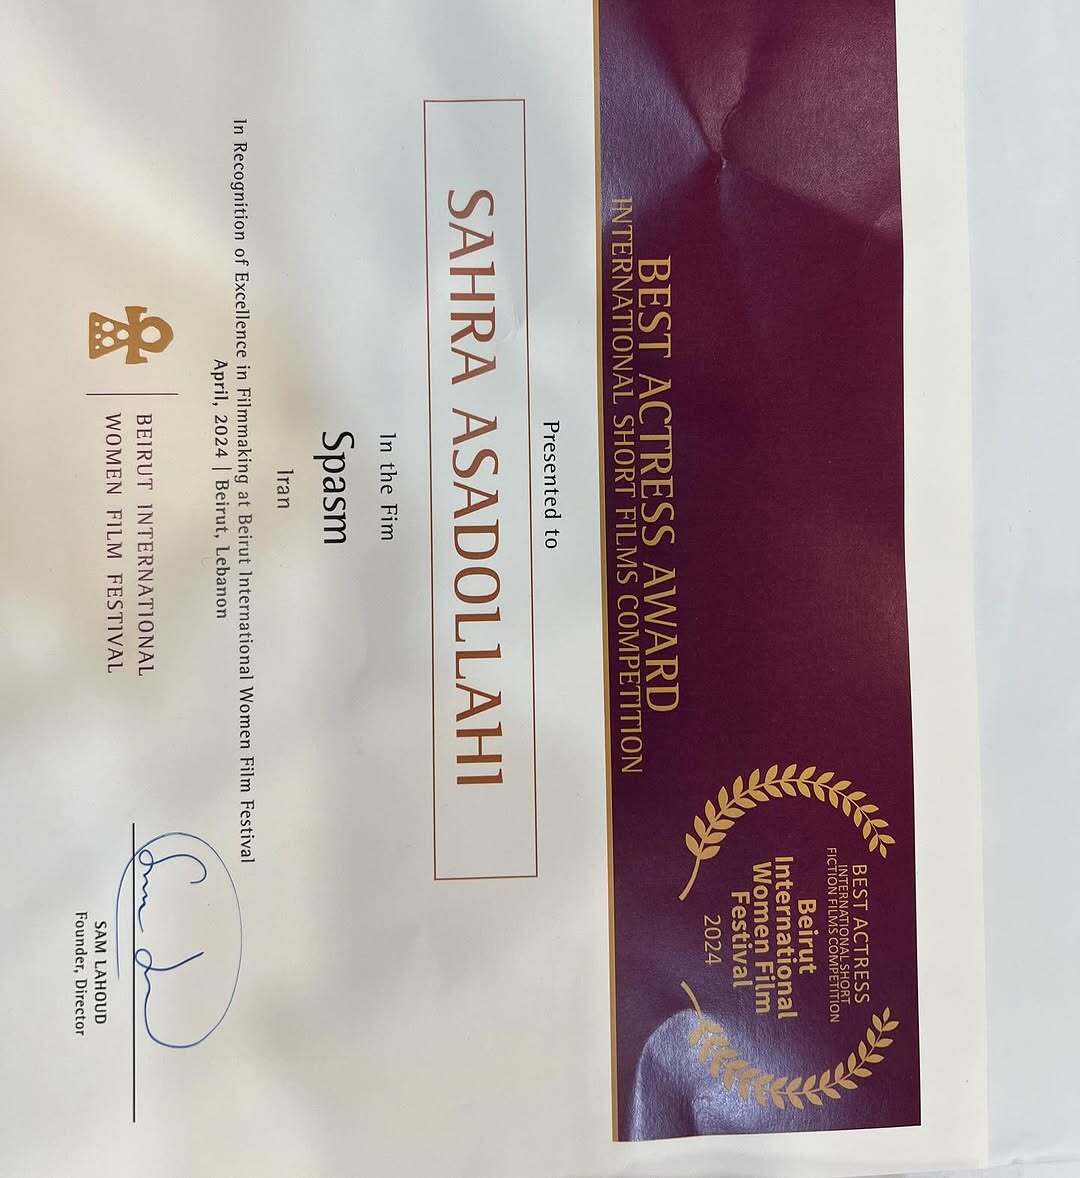 BEST ACTRESS AWARD
INTERNATIONAL SHORT FILMS COMPETITION
BEST ACTRESS
INTERNATIONAL SHORT
FICTION FILMS COMPETITION
Beirut
International
Women Film
Festival
2024
Presented to
SAHRA ASADOLLAHI
In the Fim
Spasm
Iran
In Recognition of Excellence in Filmmaking at Beirut International Women Film Festival
April, 2024 | Beirut, Lebanon
BEIRUT INTERNATIONAL
WOMEN FILM FESTIVAL
SAM LAHOUD
Founder, Director